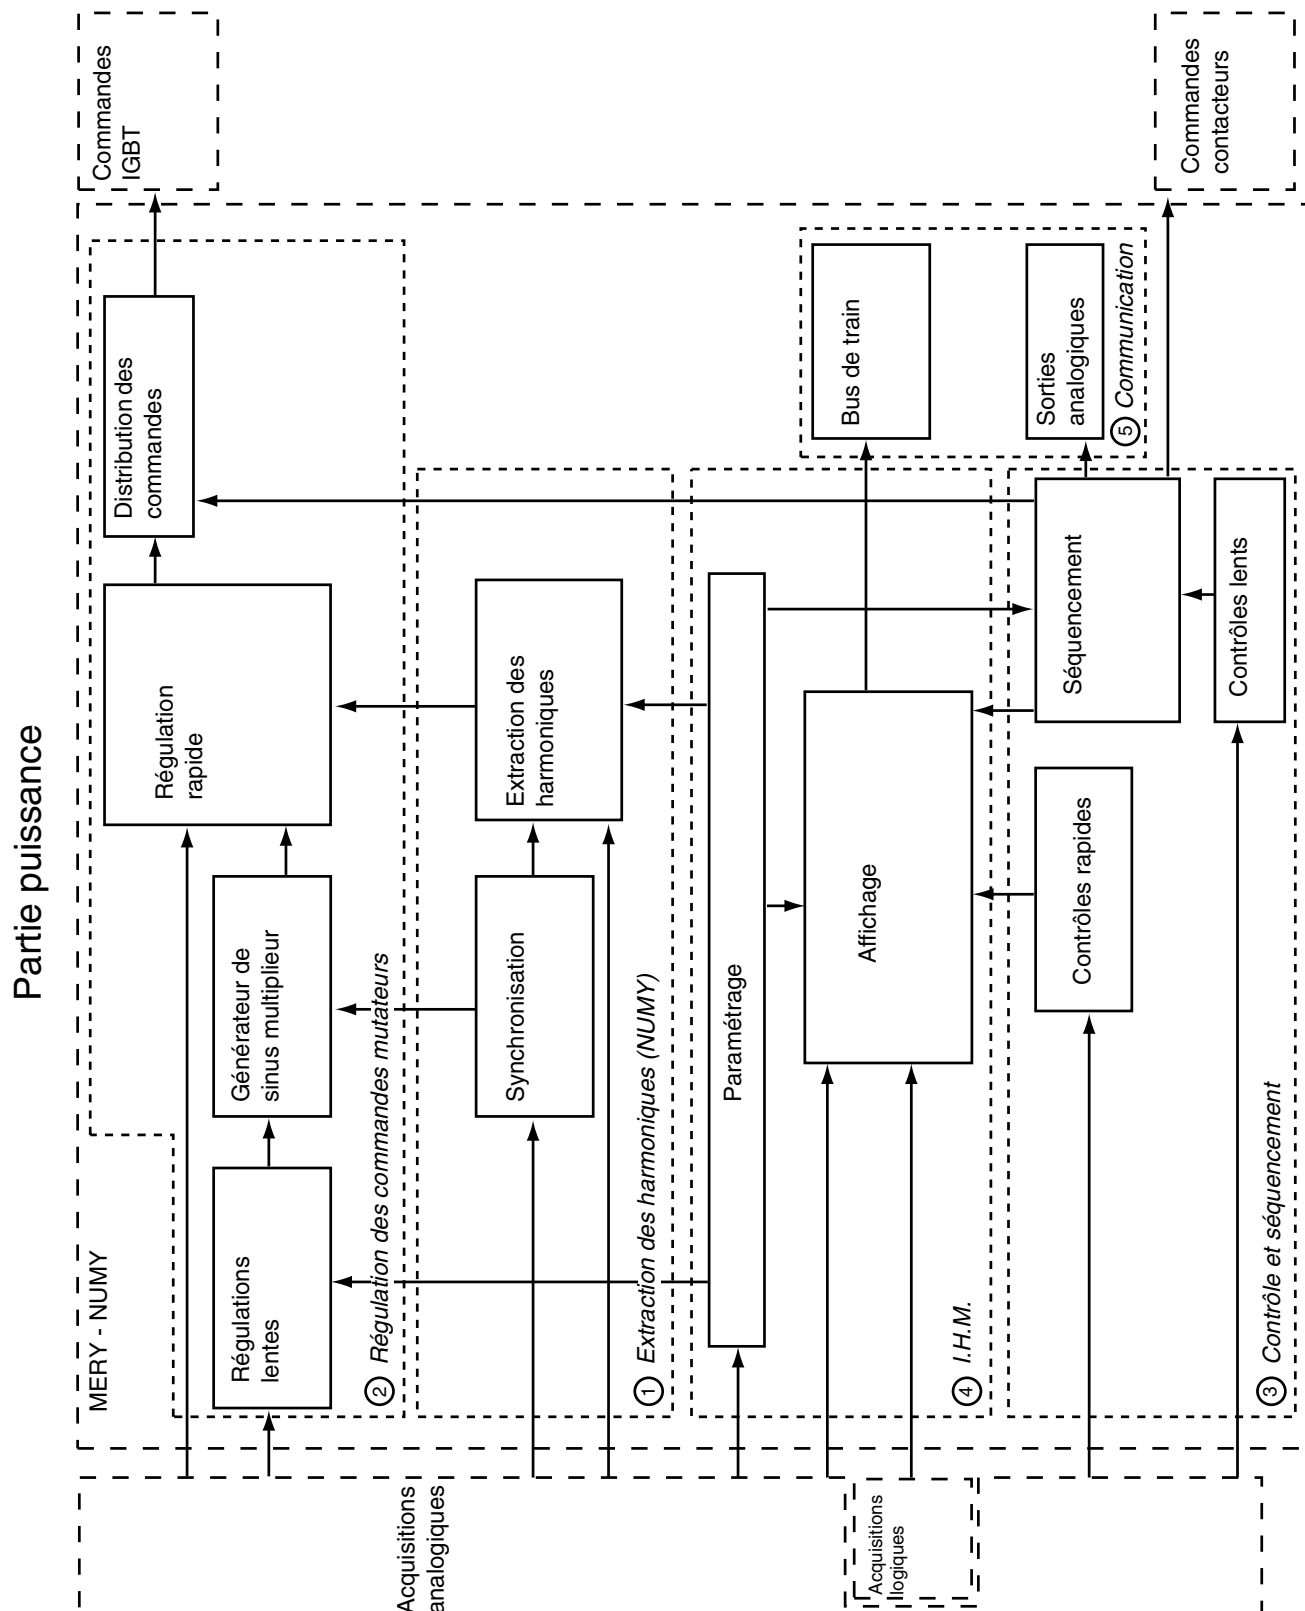 Partie puissance
MERY - NUMY
Acquisitions
analogiques
Régulations
lentes
Générateur de
sinus multiplieur
Régulation
rapide
Distribution des
commandes
Commandes
IGBT
2 Régulation des commandes mutateurs
Synchronisation
Extraction des
harmoniques
1 Extraction des harmoniques (NUMY)
Paramétrage
Affichage
4 I.H.M.
Bus de train
Sorties
analogiques
5 Communication
Acquisitions
logiques
Contrôles rapides
Séquencement
Contrôles lents
3 Contrôle et séquencement
Commandes
contacteurs